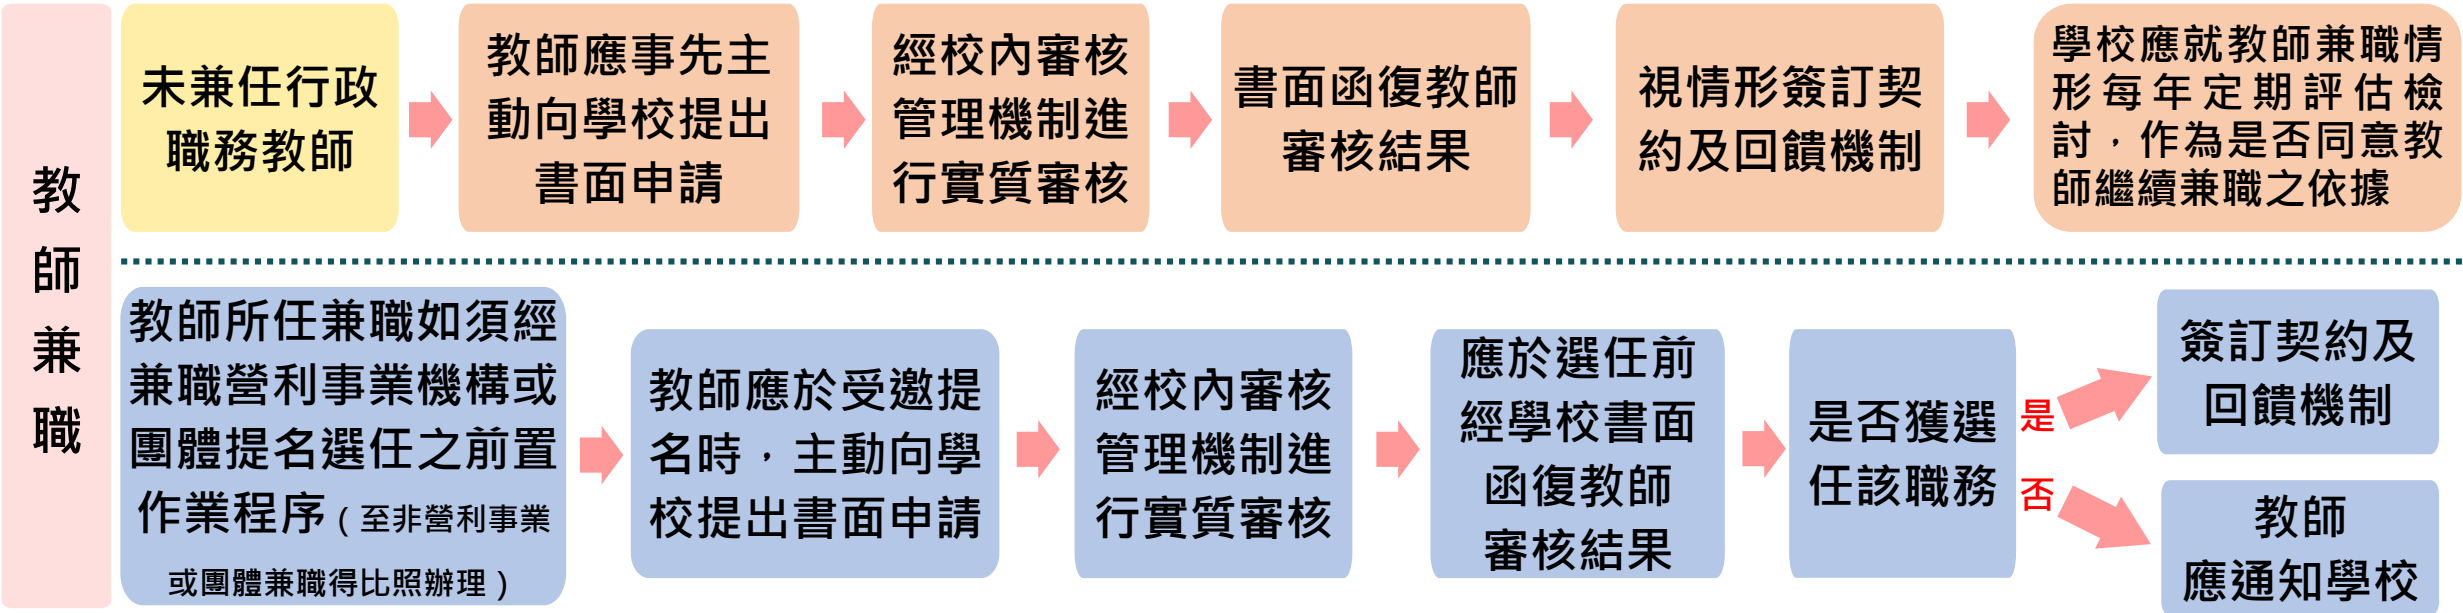 教
師
兼
職
未兼任行政
職務教師
教師應事先主
動向學校提出
書面申請
經校內審核
管理機制進
行實質審核
書面函復教師
審核結果
視情形簽訂契
約及回饋機制
學校應就教師兼職情
形每年定期評估檢
討，作為是否同意教
師繼續兼職之依據
教師所任兼職如須經
兼職營利事業機構或
團體提名選任之前置
作業程序（至非營利事業
或團體兼職得比照辦理）
教師應於受邀提
名時，主動向學
校提出書面申請
經校內審核
管理機制進
行實質審核
應於選任前
經學校書面
函復教師
審核結果
是否獲選
任該職務
是
簽訂契約及
回饋機制
否
教師
應通知學校